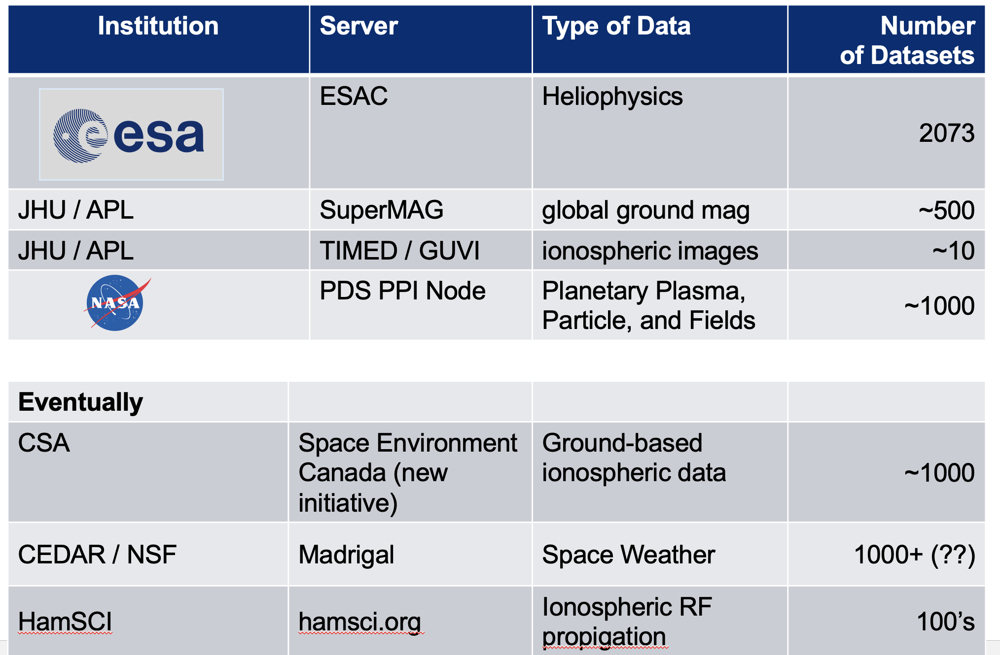 Institution
Server
Type of Data
Number
of Datasets
esa
ESAC
Heliophysics
2073
JHU / APL
SuperMAG
global ground mag
~500
JHU / APL
TIMED / GUVI
ionospheric images
~10
NASA
PDS PPI Node
Planetary Plasma,
Particle, and Fields
~1000
Eventually
CSA
Space Environment
Canada (new
initiative)
Ground-based
ionospheric data
~1000
CEDAR / NSF
Madrigal
Space Weather
1000+ (??)
HamSCI
hamsci.org
Ionospheric RF
propigation
100’s